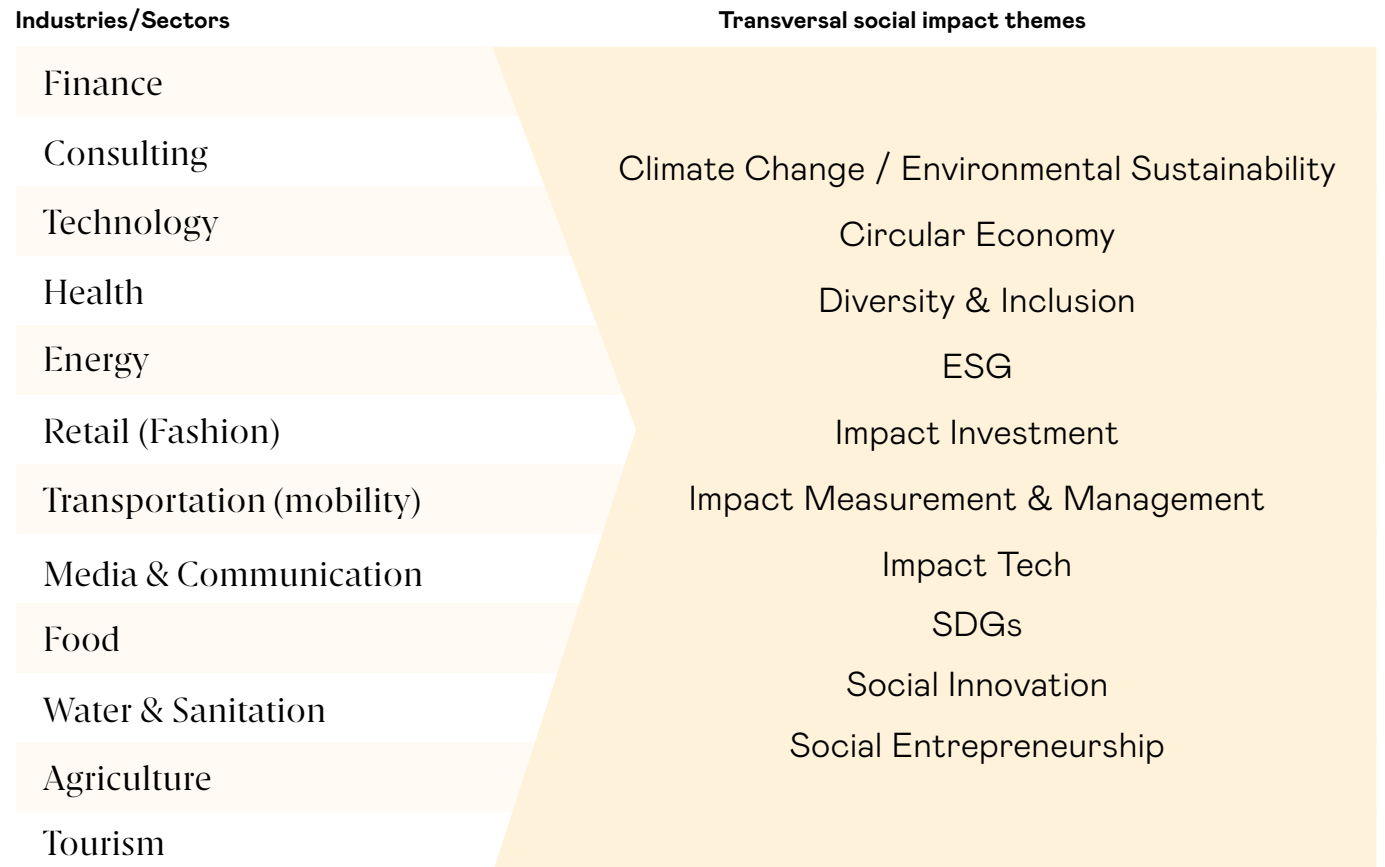 Industries/Sectors
Transversal social impact themes
Finance
Consulting
Technology
Health
Energy
Retail (Fashion)
Transportation (mobility)
Media & Communication
Food
Water & Sanitation
Agriculture
Tourism
Climate Change / Environmental Sustainability
Circular Economy
Diversity & Inclusion
ESG
Impact Investment
Impact Measurement & Management
Impact Tech
SDGs
Social Innovation
Social Entrepreneurship